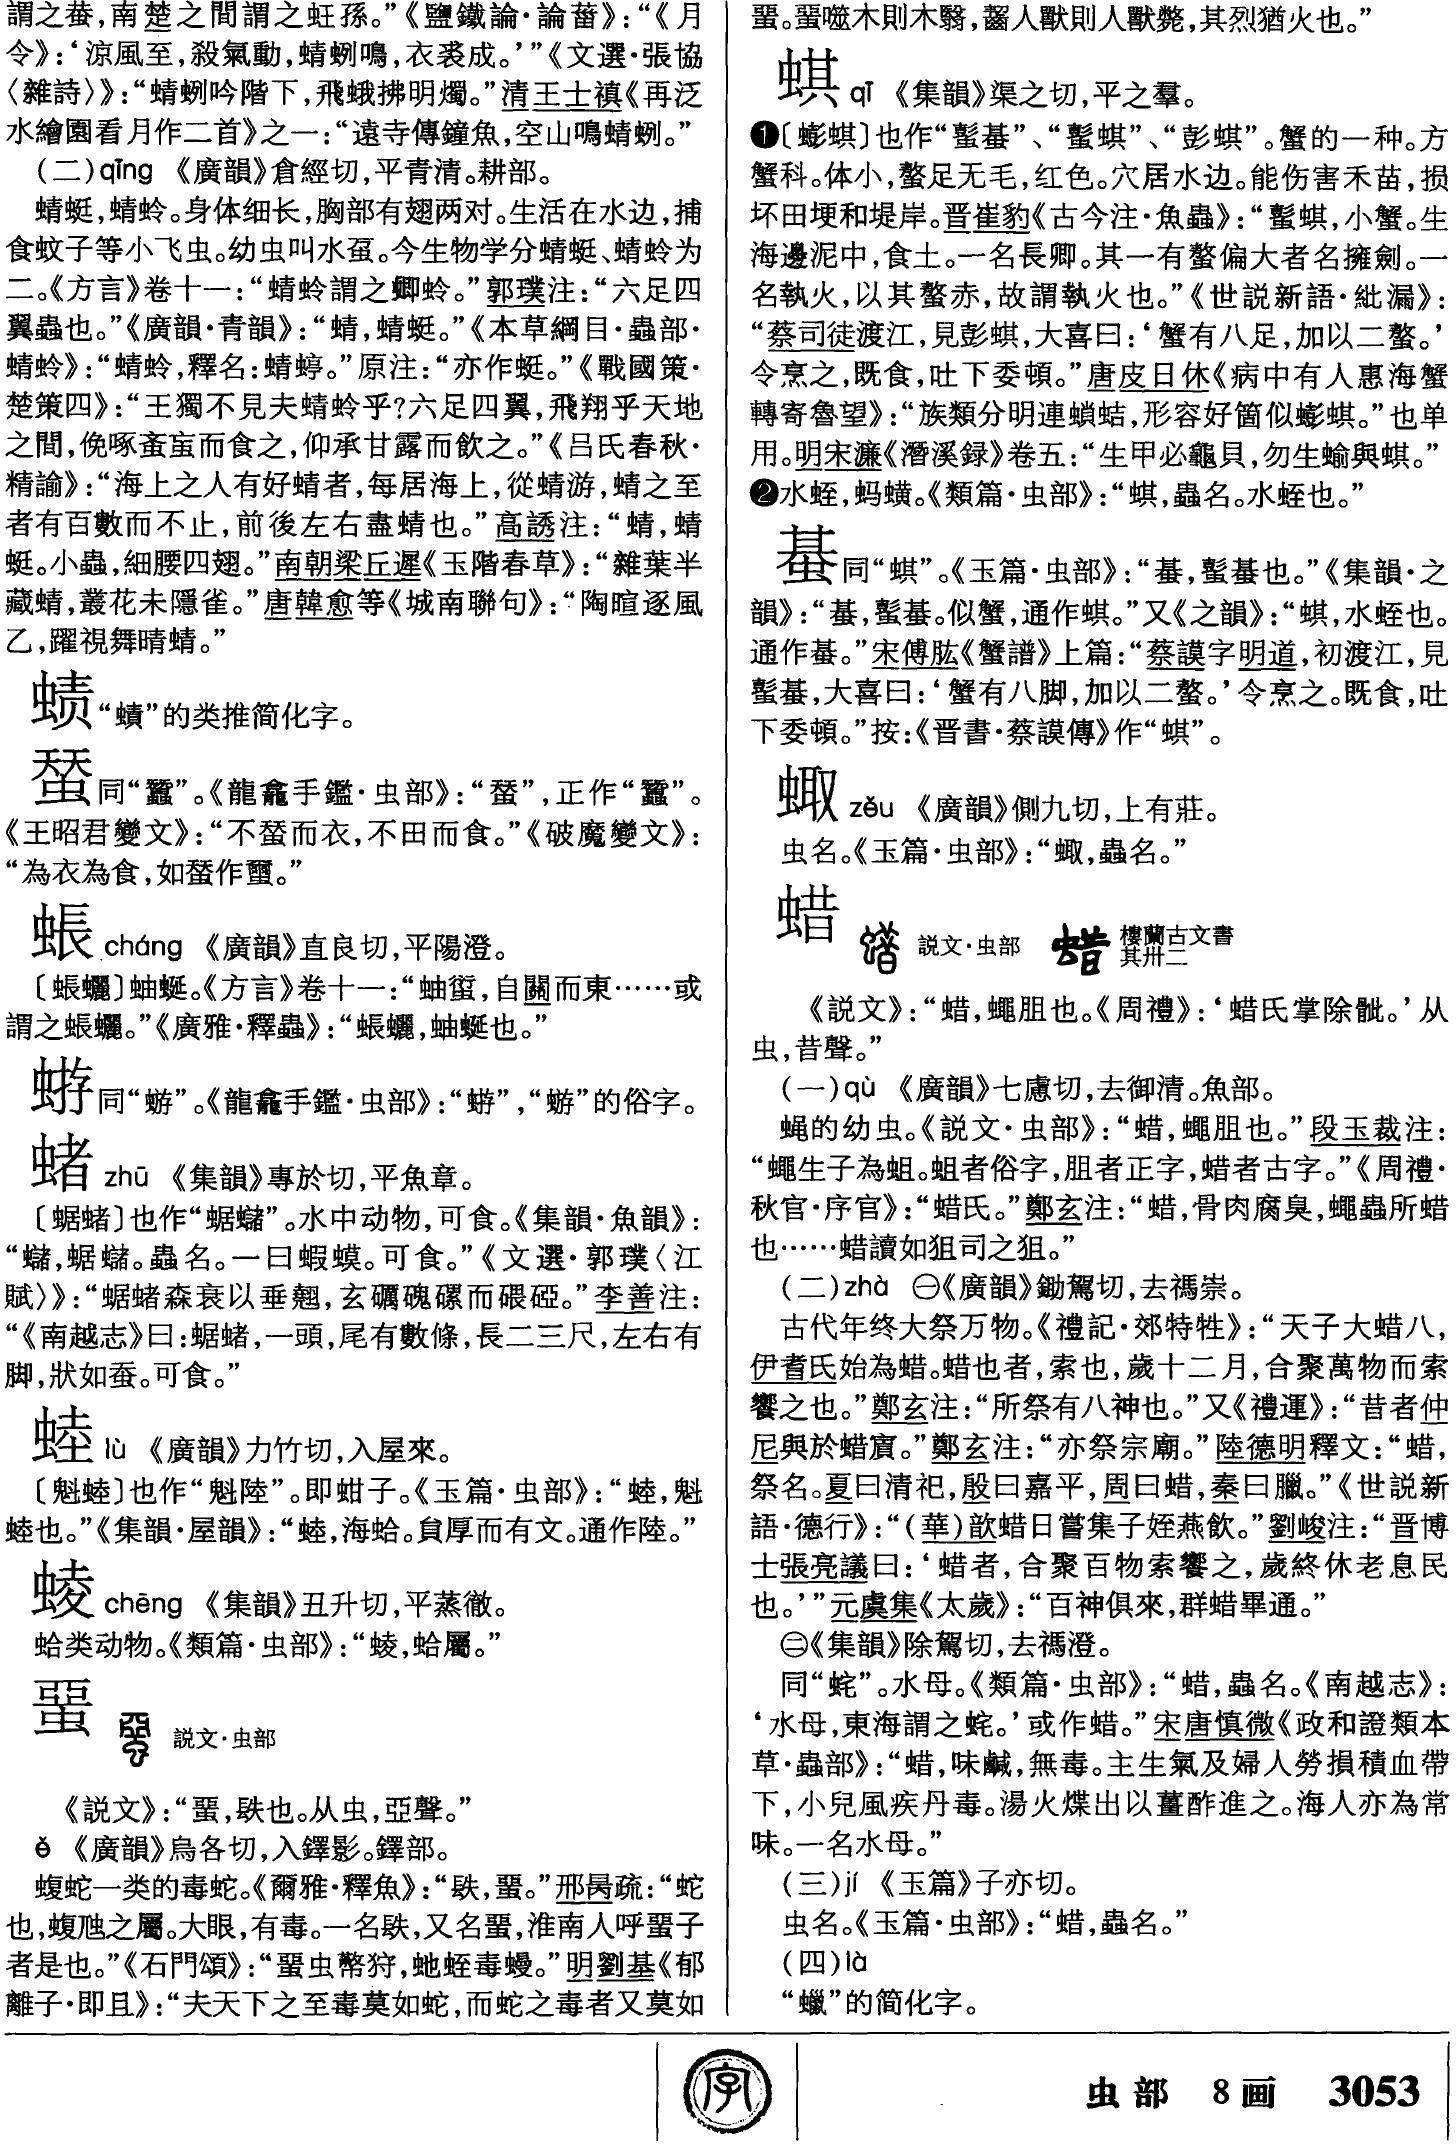 謂之蛬，南楚之間謂之蚟孫。”《鹽鐵論·論菑》：“《月
令》：‘涼風至，殺氣動，蜻蛚鳴，衣裘成。’”《文選·張協
〈雜詩〉》：“蜻蛚吟階下，飛蛾拂明燭。”清王士禛《再泛
水繪園看月作二首》之一：“遠寺傳鐘魚，空山鳴蜻蛚。”
（二）qīng 《廣韻》倉經切，平青清。耕部。
蜻蜓，蜻蛉。身体细长，胸部有翅两对。生活在水边，捕
食蚊子等小飞虫。幼虫叫水虿。今生物学分蜻蜓、蜻蛉为
二。《方言》卷十一：“蜻蛉謂之蝍蛉。”郭璞注：“六足四
翼蟲也。”《廣韻·青韻》：“蜻，蜻蜓。”《本草綱目·蟲部·
蜻蛉》：“蜻蛉，釋名：蜻虰。”原注：“亦作蜓。”《戰國策·
楚策四》：“王獨不見夫蜻蛉乎？六足四翼，飛翔乎天地
之間，俛啄蚉蝱而食之，仰承甘露而飲之。”《吕氏春秋·
精諭》：“海上之人有好蜻者，每居海上，從蜻游，蜻之至
者有百數而不止，前後左右盡蜻也。”高誘注：“蜻，蜻
蜓。小蟲，細腰四翅。”南朝梁丘遲《玉階春草》：“雜葉半
藏蜻，叢花未隱雀。”唐韓愈等《城南聯句》：“陶暄逐風
乙，躍視舞晴蜻。”
𫋇“蟦”的类推简化字。
蝅同“蠶”。《龍龕手鑑·虫部》：“蝅”，正作“蠶”。
《王昭君變文》：“不蝅而衣，不田而食。”《破魔變文》：
“為衣為食，如蝅作蠒。”
蜄 cháng 《廣韻》直良切，平陽澄。
〔䗅蠼〕蚰蜒。《方言》卷十一：“蚰䗡，自關而東……或
謂之䗅蠼。”《廣雅·釋蟲》：“䗅蠼，蚰蜒也。”
同“蝣”。《龍龕手鑑·虫部》：“”，“蝣”的俗字。
蝫 zhū 《集韻》專於切，平魚章。
〔蜛蝫〕也作“蜛蠩”。水中动物，可食。《集韻·魚韻》：
“蠩，蜛蠩。蟲名。一曰蝦蟆。可食。”《文選·郭璞〈江
賦〉》：“蜛蝫森衰以垂翹，玄礪磈磥而碨䃁。”李善注：
“《南越志》曰：蜛蝫，一頭，尾有數條，長二三尺，左右有
脚，狀如蚕。可食。”
蛙 lù 《廣韻》力竹切，入屋來。
〔魁䖉〕也作“魁陸”。即蚶子。《玉篇·虫部》：“䖉，魁
䖉也。”《集韻·屋韻》：“䖉，海蛤。負厚而有文。通作陸。”
䗀 chēng 《集韻》丑升切，平蒸徹。
蛤类动物。《類篇·虫部》：“䗀，蛤屬。”
蝁 説文·虫部
《説文》：“蝁，镻也。从虫，亞聲。”
è 《廣韻》烏各切，入鐸影。鐸部。
蝮蛇一类的毒蛇。《爾雅·釋魚》：“镻，蝁。”邢昺疏：“蛇
也，蝮虺之屬。大眼，有毒。一名镻，又名蝁，淮南人呼蝁子
者是也。”《石門頌》：“蝁虫幣狩，虵蛭毒蟃。”明劉基《郁
離子·即且》：“夫天下之至毒莫如蛇，而蛇之毒者又莫如
蝁。蝁噬木則木翳，齧人獸則人獸斃，其烈猶火也。”
蜞 qī 《集韻》渠之切，平之羣。
❶〔蟛蜞〕也作“䘰蟇”、“䘰蜞”、“彭蜞”。蟹的一种。方
蟹科。体小，螯足无毛，红色。穴居水边。能伤害禾苗，损
坏田埂和堤岸。晋崔豹《古今注·魚蟲》：“蟚蜞，小蟹。生
海邊泥中，食土。一名長卿。其一有螯偏大者名擁劍。一
名執火，以其螯赤，故謂執火也。”《世説新語·紕漏》：
“蔡司徒渡江，見彭蜞，大喜曰：‘蟹有八足，加以二螯。’
令烹之，既食，吐下委頓。”唐皮日休《病中有人惠海蟹
轉寄魯望》：“族類分明連蟏蛣，形容好箇似蟛蜞。”也单
用。明宋濂《潛溪録》卷五：“生甲必龜貝，勿生蝓與蜞。”
❷水蛭，蚂蟥。《類篇·虫部》：“蜞，蟲名。水蛭也。”
蜝同“蜞”。《玉篇·虫部》：“蜝，蟚蜝也。”《集韻·之
韻》：“蜝，蟚蜝。似蟹，通作蜞。”又《之韻》：“蜞，水蛭也。
通作蜝。”宋傅肱《蟹譜》上篇：“蔡謨字明道，初渡江，見
蟚蜝，大喜曰：‘蟹有八脚，加以二螯。’令烹之。既食，吐
下委頓。”按：《晋書·蔡謨傳》作“蜞”。
䖣 zǒu 《廣韻》側九切，上有莊。
虫名。《玉篇·虫部》：“䖣，蟲名。”
蜡 説文·虫部 樓蘭古文書其卅二
《説文》：“蜡，蠅胆也。《周禮》：‘蜡氏掌除骴。’从
虫，昔聲。”
（一）qù 《廣韻》七慮切，去御清。魚部。
蝇的幼虫。《説文·虫部》：“蜡，蠅胆也。”段玉裁注：
“蠅生子為蛆。蛆者俗字，胆者正字，蜡者古字。”《周禮·
秋官·序官》：“蜡氏。”鄭玄注：“蜡，骨肉腐臭，蠅蟲所蜡
也……蜡讀如狙司之狙。”
（二）zhà ㊀《廣韻》鋤駕切，去禡崇。
古代年终大祭万物。《禮記·郊特牲》：“天子大蜡八，
伊耆氏始為蜡。蜡也者，索也，歲十二月，合聚萬物而索
饗之也。”鄭玄注：“所祭有八神也。”又《禮運》：“昔者仲
尼與於蜡賓。”鄭玄注：“亦祭宗廟。”陸德明釋文：“蜡，
祭名。夏曰清祀，殷曰嘉平，周曰蜡，秦曰臘。”《世説新
語·德行》：“（華）歆蜡日嘗集子姪燕飲。”劉峻注：“晋博
士張亮議曰：‘蜡者，合聚百物索饗之，歲終休老息民
也。’”元虞集《太歲》：“百神俱來，群蜡畢通。”
㊁《集韻》除駕切，去禡澄。
同“䖳”。水母。《類篇·虫部》：“蜡，蟲名。《南越志》：
‘水母，東海謂之䖳。’或作蜡。”宋唐慎微《政和證類本
草·蟲部》：“蜡，味鹹，無毒。主生氣及婦人勞損積血帶
下，小兒風疾丹毒。湯火煠出以薑酢進之。海人亦為常
味。一名水母。”
（三）jí 《玉篇》子亦切。
虫名。《玉篇·虫部》：“蜡，蟲名。”
（四）là
“蠟”的简化字。
字
虫部 8画 3053